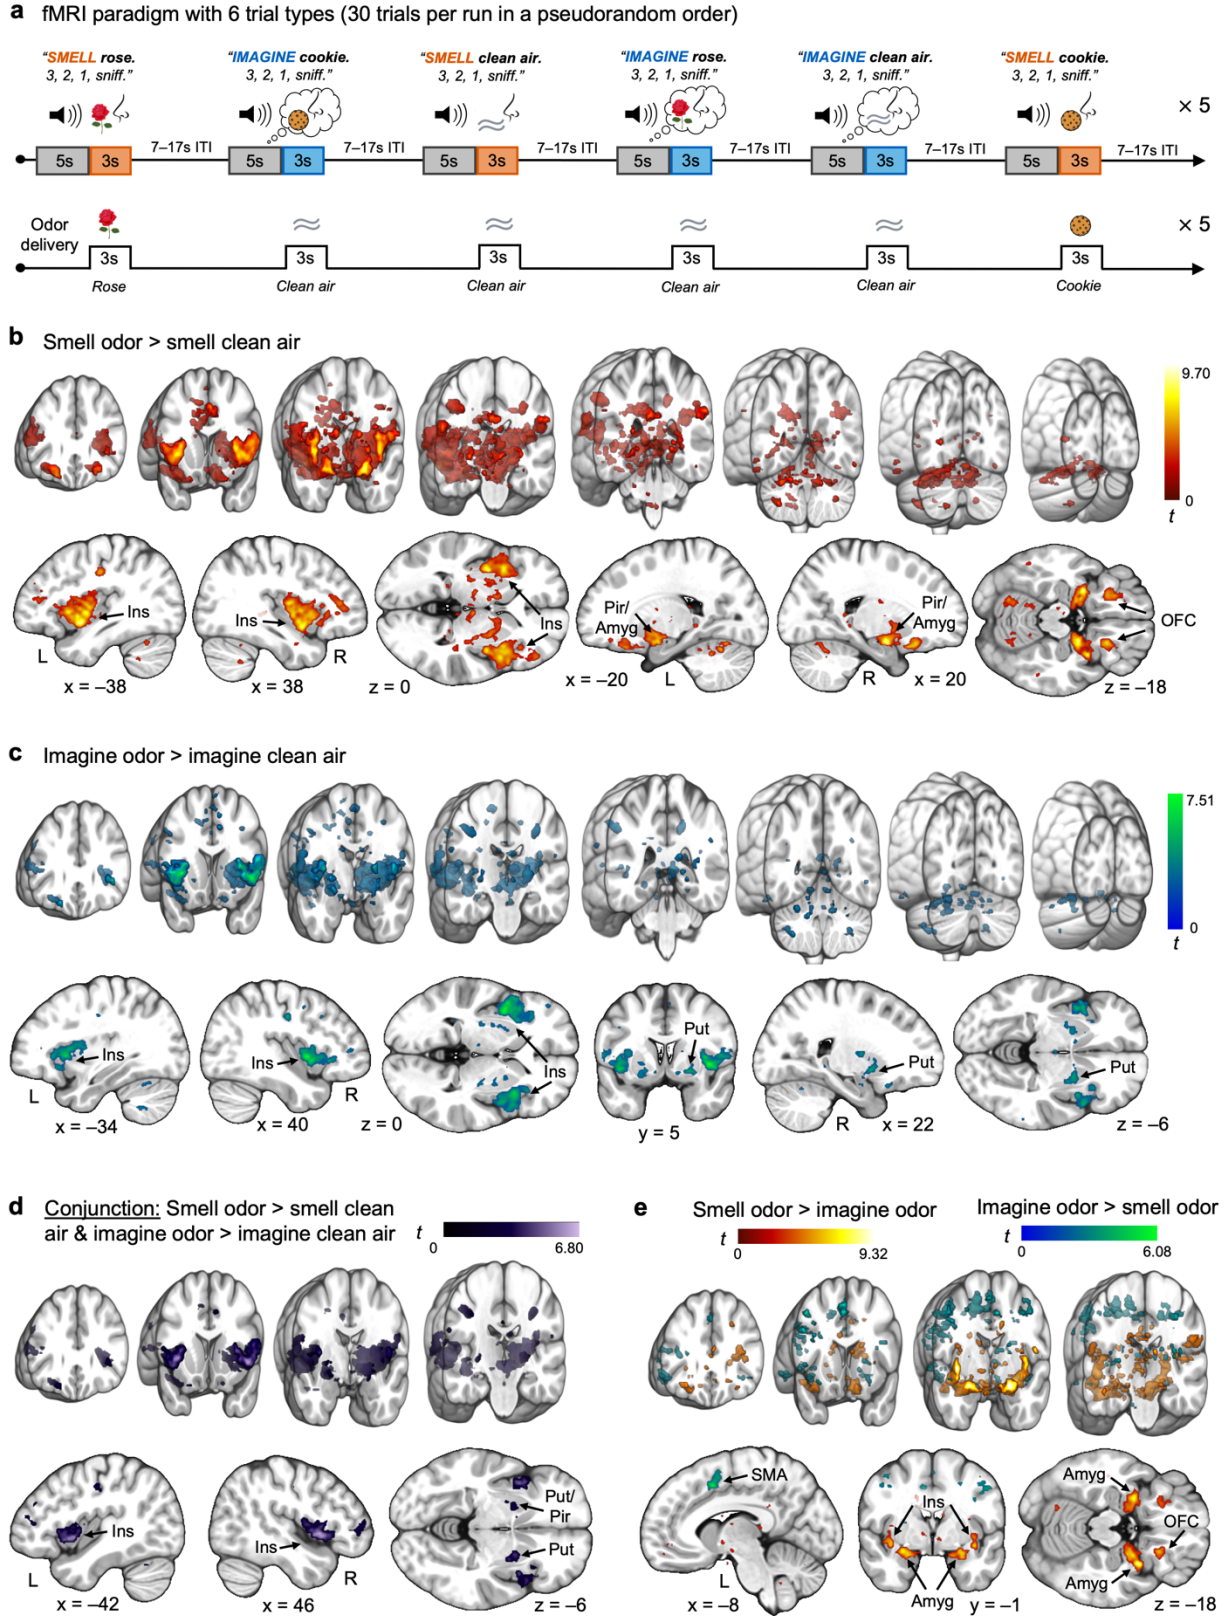 a fMRI paradigm with 6 trial types (30 trials per run in a pseudorandom order)
“SMELL rose.
3, 2, 1, sniff.”
“IMAGINE cookie.
3, 2, 1, sniff.”
“SMELL clean air.
3, 2, 1, sniff.”
“IMAGINE rose.
3, 2, 1, sniff.”
“IMAGINE clean air.
3, 2, 1, sniff.”
“SMELL cookie.
3, 2, 1, sniff.”
× 5
5s 3s 7–17s ITI 5s 3s 7–17s ITI 5s 3s 7–17s ITI 5s 3s 7–17s ITI 5s 3s 7–17s ITI 5s 3s 7–17s ITI
Odor
delivery
× 5
3s 3s 3s 3s 3s 3s
Rose Clean air Clean air Clean air Clean air Cookie
b Smell odor > smell clean air
9.70
0
t
Ins
L
x = –38
Ins
R
x = 38
Ins
z = 0
Pir/
Amyg
x = –20
L
Pir/
Amyg
R
x = 20
OFC
z = –18
c Imagine odor > imagine clean air
7.51
0
t
Ins
L
x = –34
Ins
R
x = 40
Ins
z = 0
Put
y = 5
Put
R
x = 22
Put
z = –6
d Conjunction: Smell odor > smell clean
air & imagine odor > imagine clean air
t
0 6.80
Ins
L
x = –42
Ins
R
x = 46
Put/
Pir
Put
z = –6
e Smell odor > imagine odor
t
0 9.32
Imagine odor > smell odor
t
0 6.08
SMA
L
x = –8
Ins
Amyg
y = –1
Amyg
OFC
Amyg
z = –18